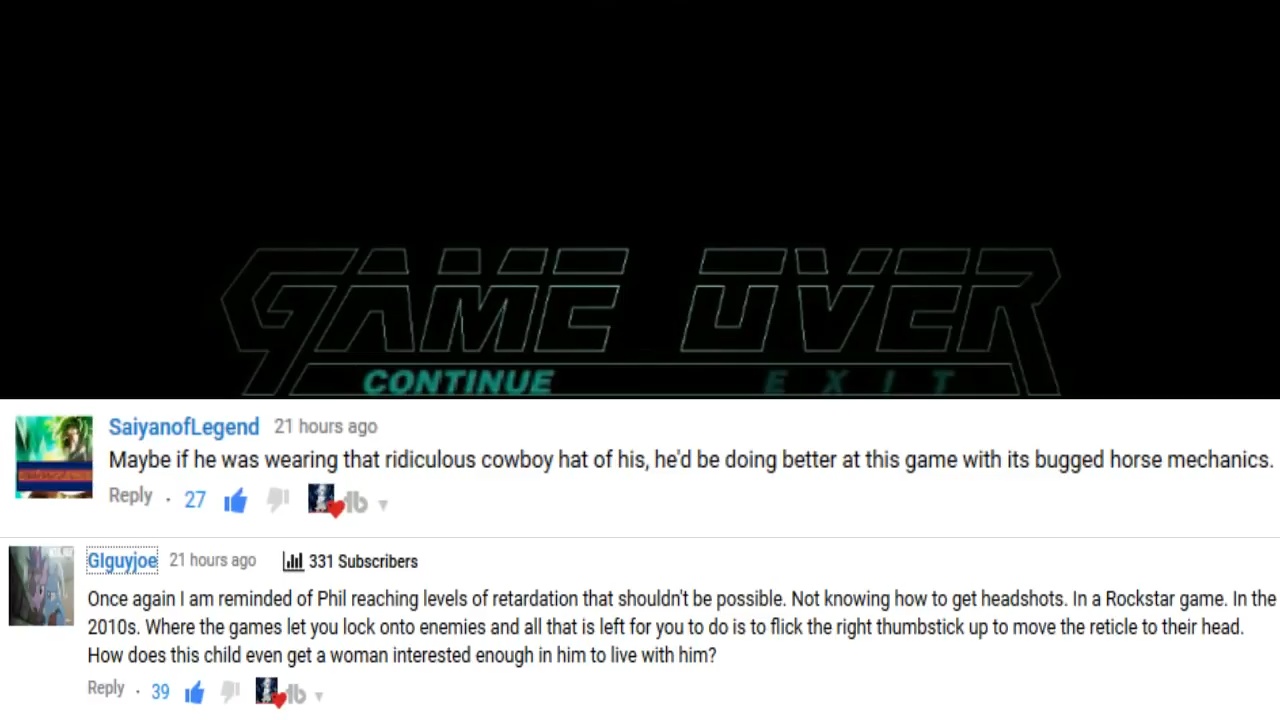 GAME OVER
CONTINUE EXIT
SaiyanofLegend 21 hours ago
Maybe if he was wearing that ridiculous cowboy hat of his, he'd be doing better at this game with its bugged horse mechanics.
Reply · 27
GIguyjoe 21 hours ago 331 Subscribers
Once again I am reminded of Phil reaching levels of retardation that shouldn't be possible. Not knowing how to get headshots. In a Rockstar game. In the
2010s. Where the games let you lock onto enemies and all that is left for you to do is to flick the right thumbstick up to move the reticle to their head.
How does this child even get a woman interested enough in him to live with him?
Reply · 39